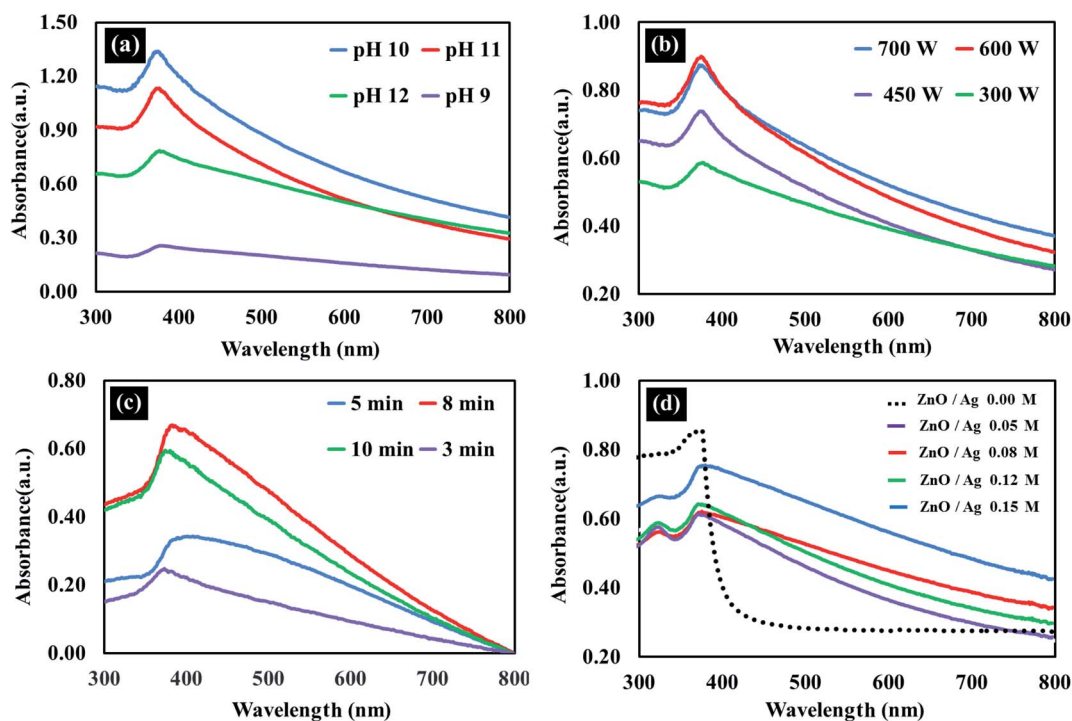 (a)
pH 10 pH 11
pH 12 pH 9
Absorbance(a.u.)
1.50
1.20
0.90
0.60
0.30
0.00
300 400 500 600 700 800
Wavelength (nm)
(b)
700 W 600 W
450 W 300 W
Absorbance(a.u.)
1.00
0.80
0.60
0.40
0.20
300 400 500 600 700 800
Wavelength (nm)
(c)
5 min 8 min
10 min 3 min
Absorbance(a.u.)
0.80
0.60
0.40
0.20
0.00
300 400 500 600 700 800
Wavelength (nm)
(d)
ZnO / Ag 0.00 M
ZnO / Ag 0.05 M
ZnO / Ag 0.08 M
ZnO / Ag 0.12 M
ZnO / Ag 0.15 M
Absorbance(a.u.)
1.00
0.80
0.60
0.40
0.20
300 400 500 600 700 800
Wavelength (nm)